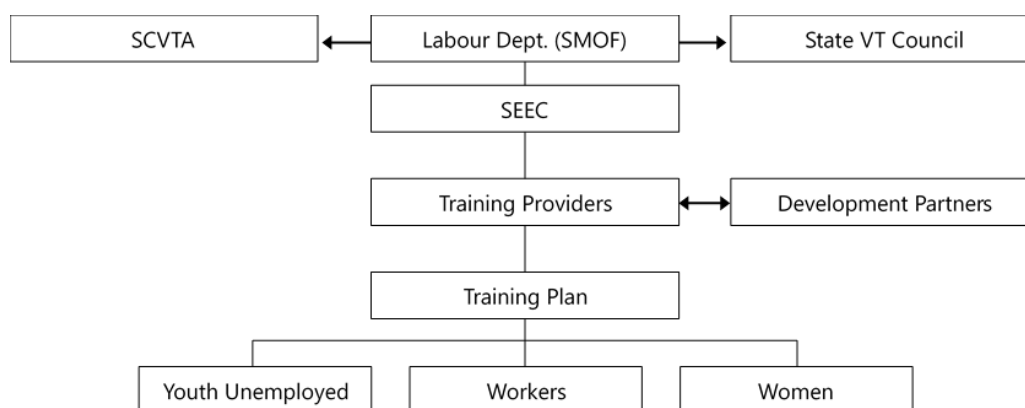 SCVTA
Labour Dept. (SMOF)
State VT Council
SEEC
Training Providers
Development Partners
Training Plan
Youth Unemployed
Workers
Women